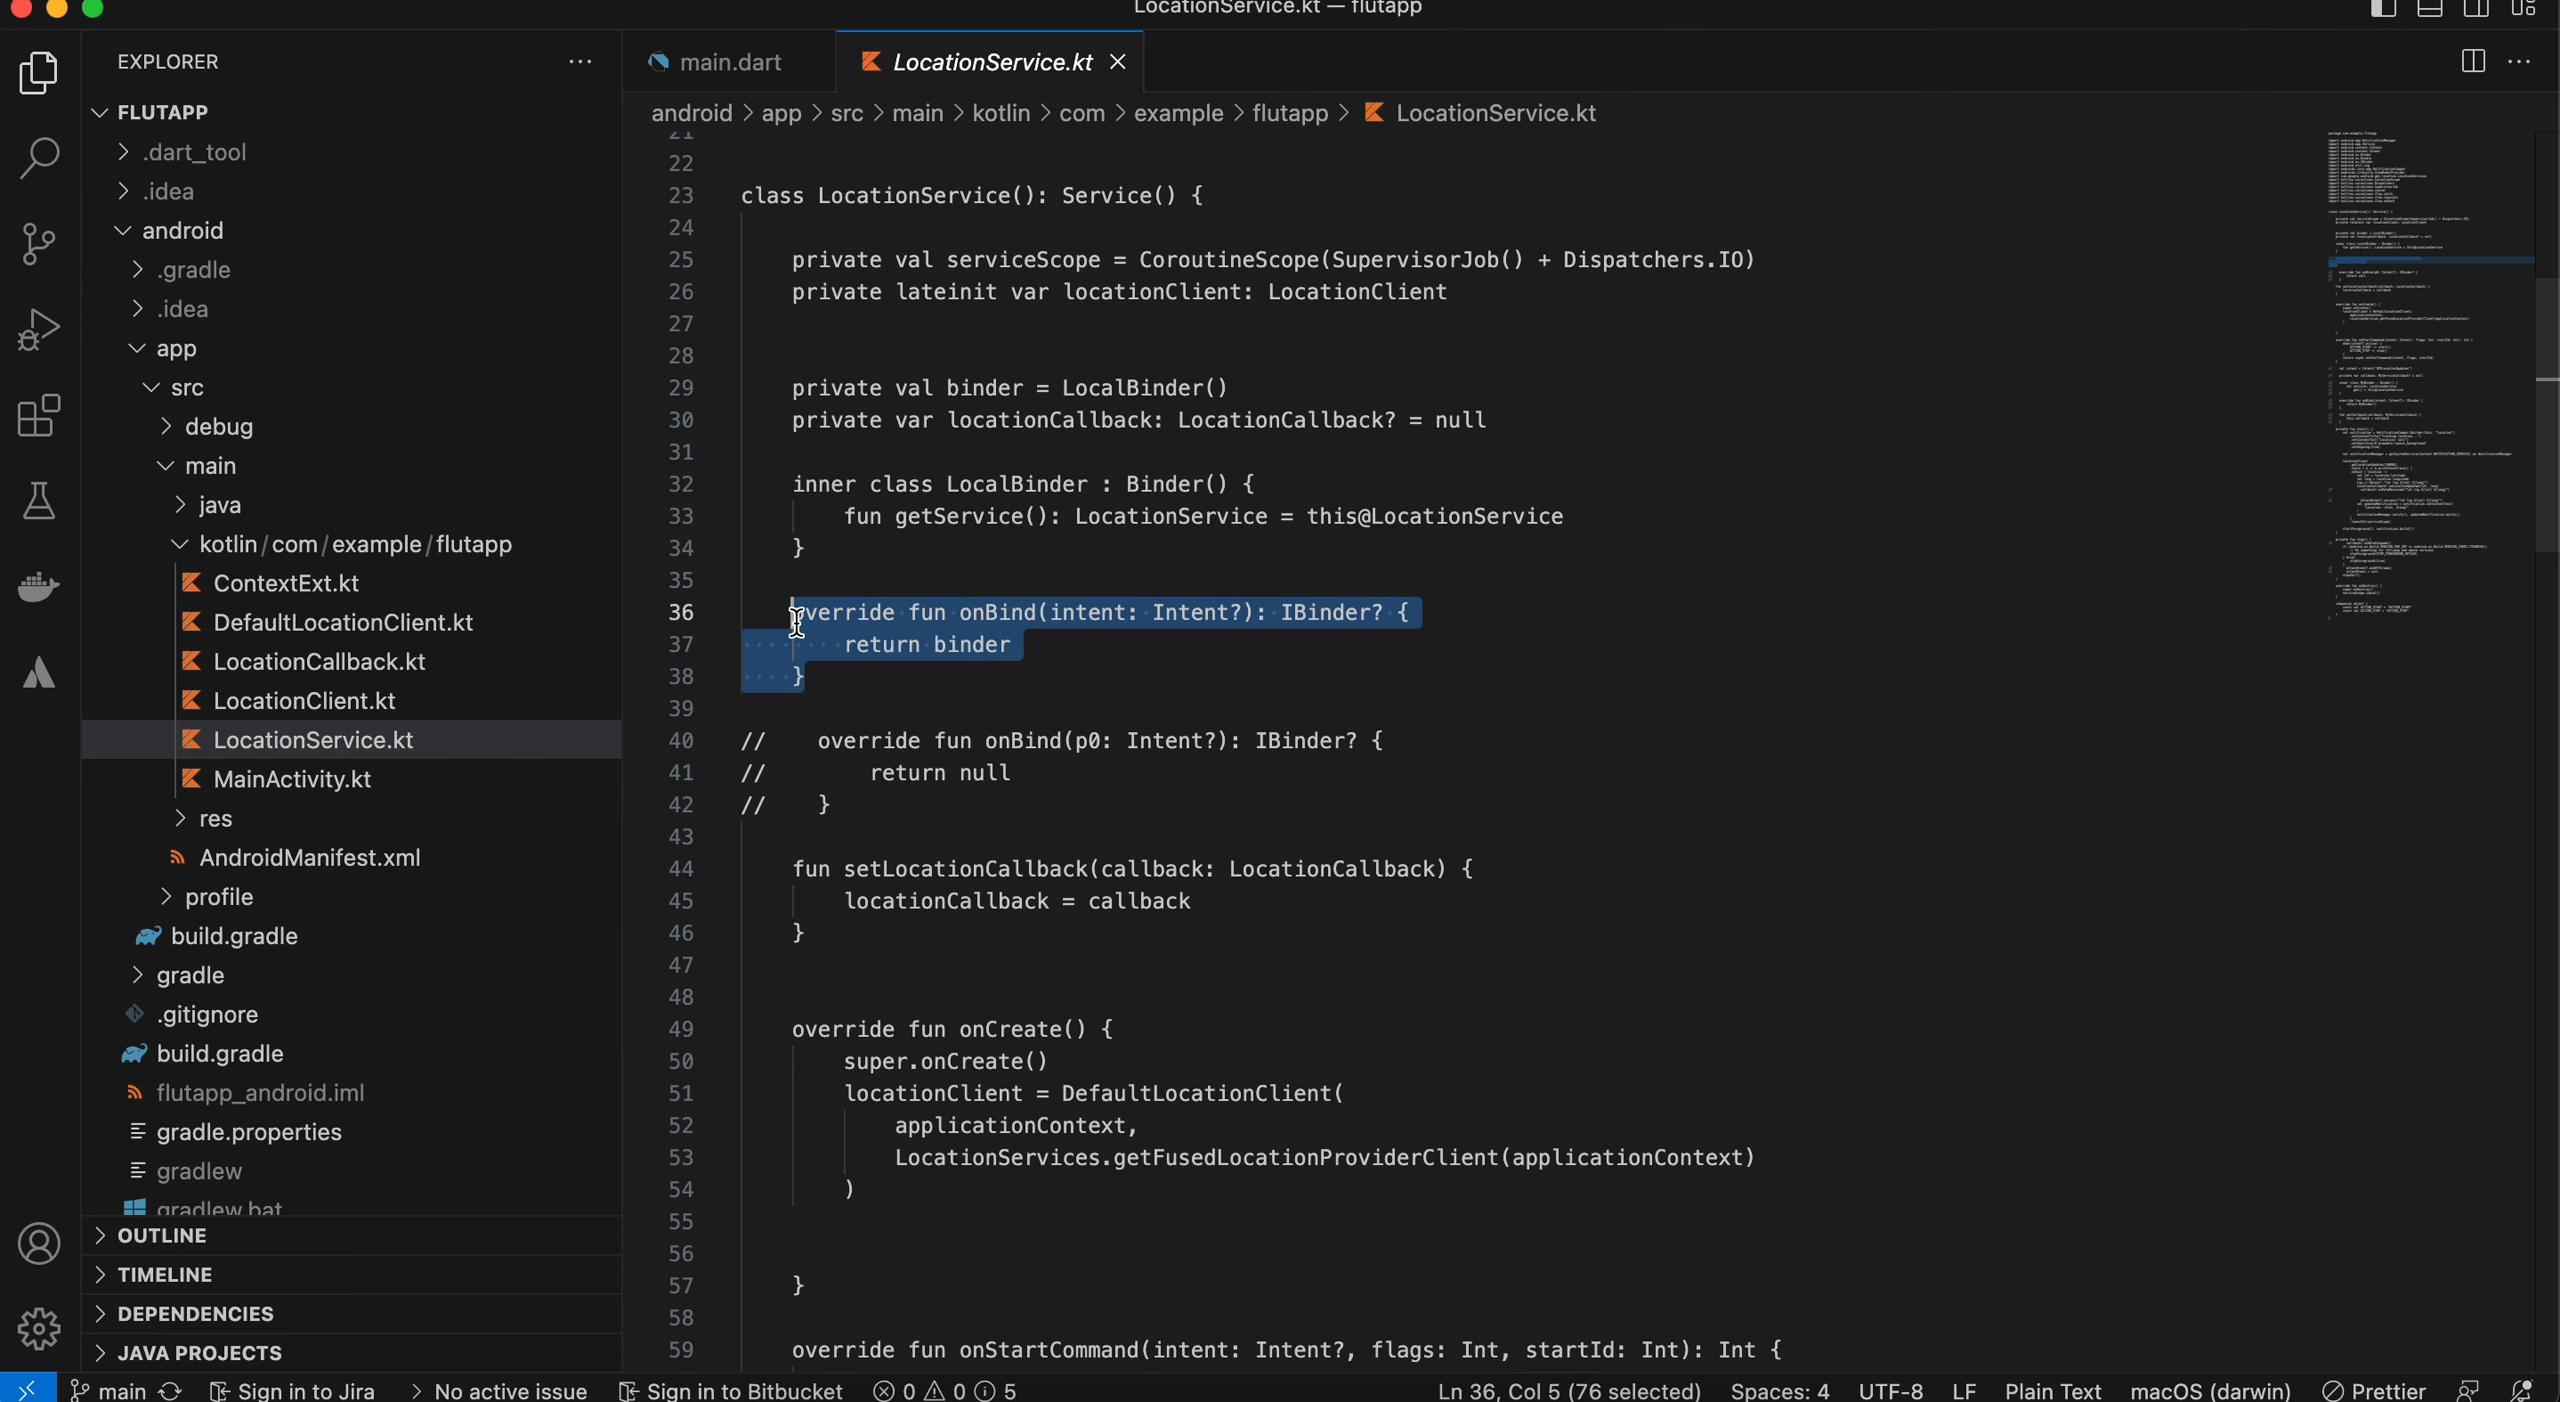 LocationService.kt — flutapp
EXPLORER
FLUTAPP
.dart_tool
.idea
android
.gradle
.idea
app
src
debug
main
java
kotlin/com/example/flutapp
ContextExt.kt
DefaultLocationClient.kt
LocationCallback.kt
LocationClient.kt
LocationService.kt
MainActivity.kt
res
AndroidManifest.xml
profile
build.gradle
gradle
.gitignore
build.gradle
flutapp_android.iml
gradle.properties
gradlew
gradlew.bat
OUTLINE
TIMELINE
DEPENDENCIES
JAVA PROJECTS
main.dart
LocationService.kt
android > app > src > main > kotlin > com > example > flutapp > LocationService.kt
21
22
23 class LocationService(): Service() {
24
25 private val serviceScope = CoroutineScope(SupervisorJob() + Dispatchers.IO)
26 private lateinit var locationClient: LocationClient
27
28
29 private val binder = LocalBinder()
30 private var locationCallback: LocationCallback? = null
31
32 inner class LocalBinder : Binder() {
33 fun getService(): LocationService = this@LocationService
34 }
35
36 override fun onBind(intent: Intent?): IBinder? {
37 return binder
38 }
39
40 // override fun onBind(p0: Intent?): IBinder? {
41 // return null
42 // }
43
44 fun setLocationCallback(callback: LocationCallback) {
45 locationCallback = callback
46 }
47
48
49 override fun onCreate() {
50 super.onCreate()
51 locationClient = DefaultLocationClient(
52 applicationContext,
53 LocationServices.getFusedLocationProviderClient(applicationContext)
54 )
55
56
57 }
58
59 override fun onStartCommand(intent: Intent?, flags: Int, startId: Int): Int {
main Sign in to Jira > No active issue Sign in to Bitbucket 0 0 5 Ln 36, Col 5 (76 selected) Spaces: 4 UTF-8 LF Plain Text macOS (darwin) Prettier